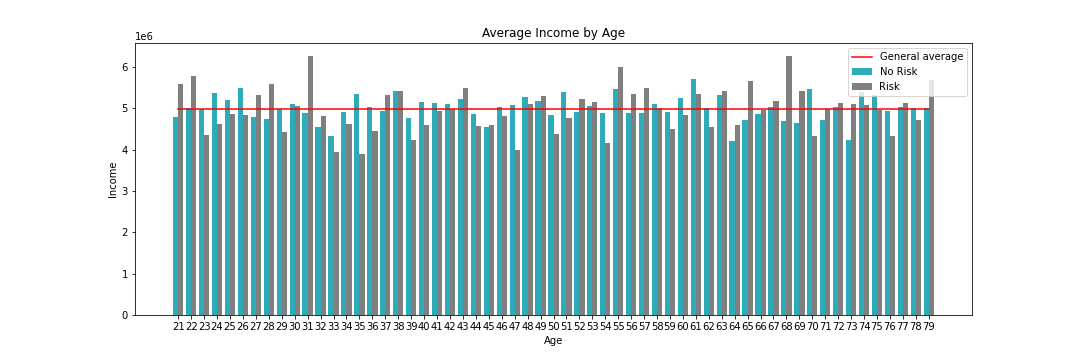 Average Income by Age
1e6
General average
No Risk
Risk
6
5
4
3
2
1
0
Income
21 22 23 24 25 26 27 28 29 30 31 32 33 34 35 36 37 38 39 40 41 42 43 44 45 46 47 48 49 50 51 52 53 54 55 56 57 58 59 60 61 62 63 64 65 66 67 68 69 70 71 72 73 74 75 76 77 78 79
Age